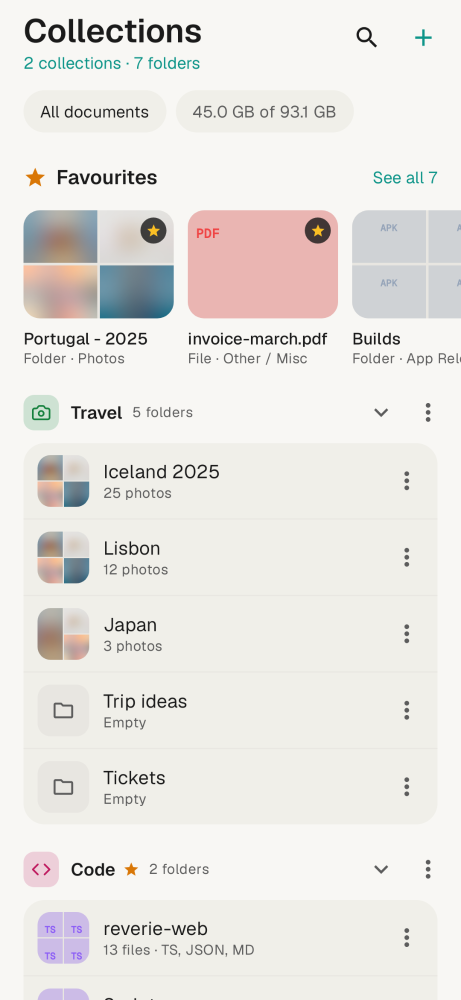 Collections
2 collections · 7 folders
All documents
45.0 GB of 93.1 GB
Favourites
See all 7
PDF
APK
Portugal - 2025
Folder · Photos
invoice-march.pdf
File · Other / Misc
Builds
Folder · App Rel
Travel 5 folders
Iceland 2025
25 photos
Lisbon
12 photos
Japan
3 photos
Trip ideas
Empty
Tickets
Empty
Code 2 folders
reverie-web
13 files · TS, JSON, MD
TS TS
TS TS